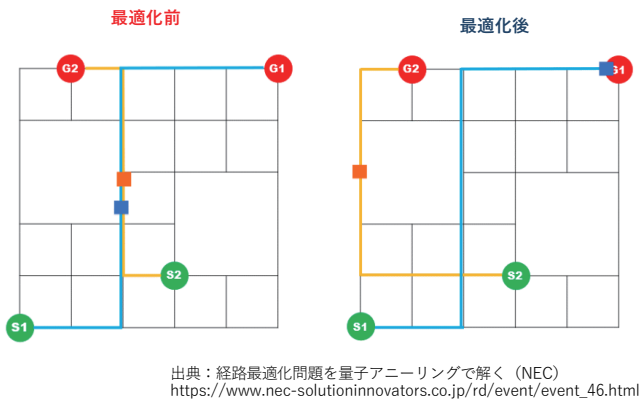 最適化前
最適化後
G2
G1
G2
G1
S2
S2
S1
S1
出典：経路最適化問題を量子アニーリングで解く（NEC）
https://www.nec-solutioninnovators.co.jp/rd/event/event_46.html